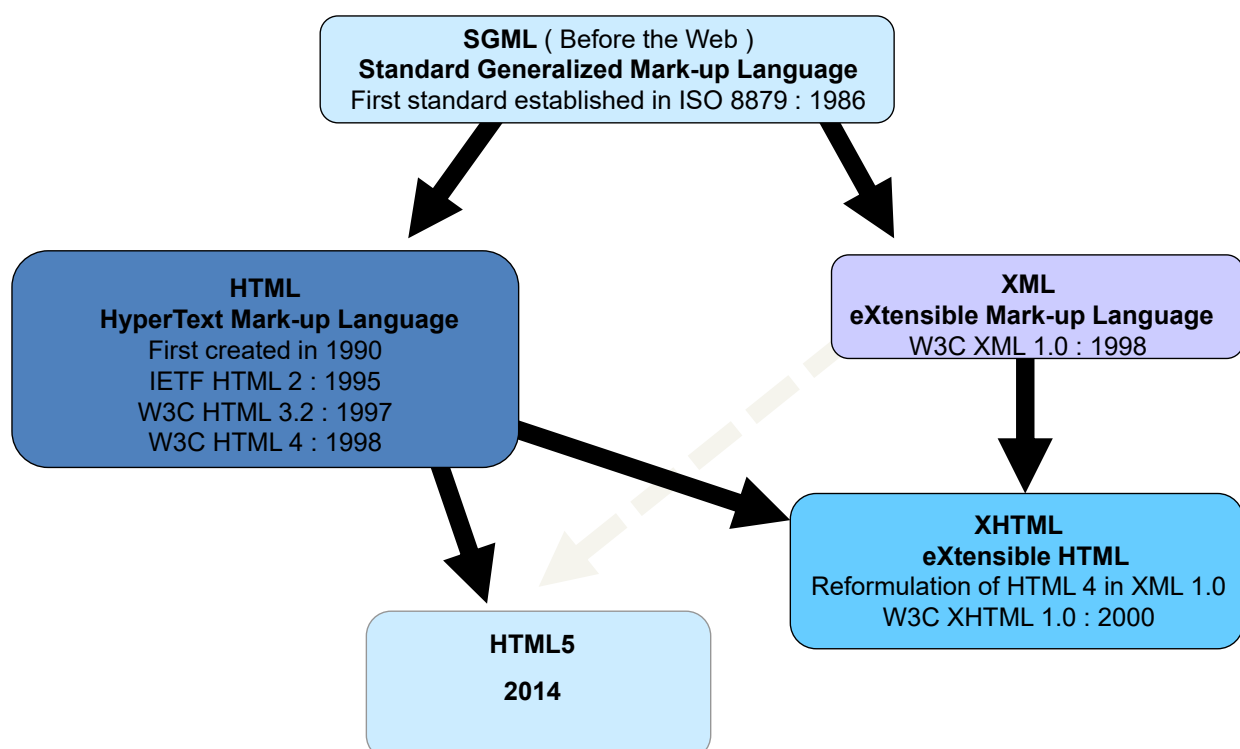 SGML ( Before the Web )
Standard Generalized Mark-up Language
First standard established in ISO 8879 : 1986
HTML
HyperText Mark-up Language
First created in 1990
IETF HTML 2 : 1995
W3C HTML 3.2 : 1997
W3C HTML 4 : 1998
XML
eXtensible Mark-up Language
W3C XML 1.0 : 1998
XHTML
eXtensible HTML
Reformulation of HTML 4 in XML 1.0
W3C XHTML 1.0 : 2000
HTML5
2014